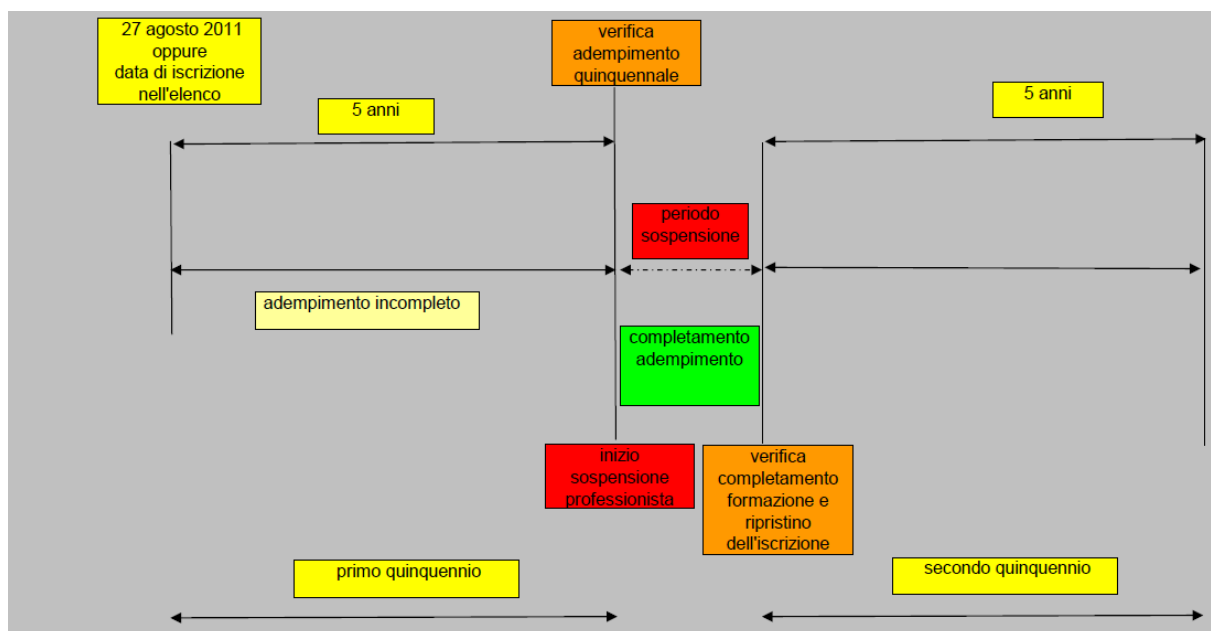 27 agosto 2011
oppure
data di iscrizione
nell'elenco
verifica
adempimento
quinquennale
5 anni
5 anni
periodo
sospensione
adempimento incompleto
completamento
adempimento
inizio
sospensione
professionista
verifica
completamento
formazione e
ripristino
dell'iscrizione
primo quinquennio
secondo quinquennio